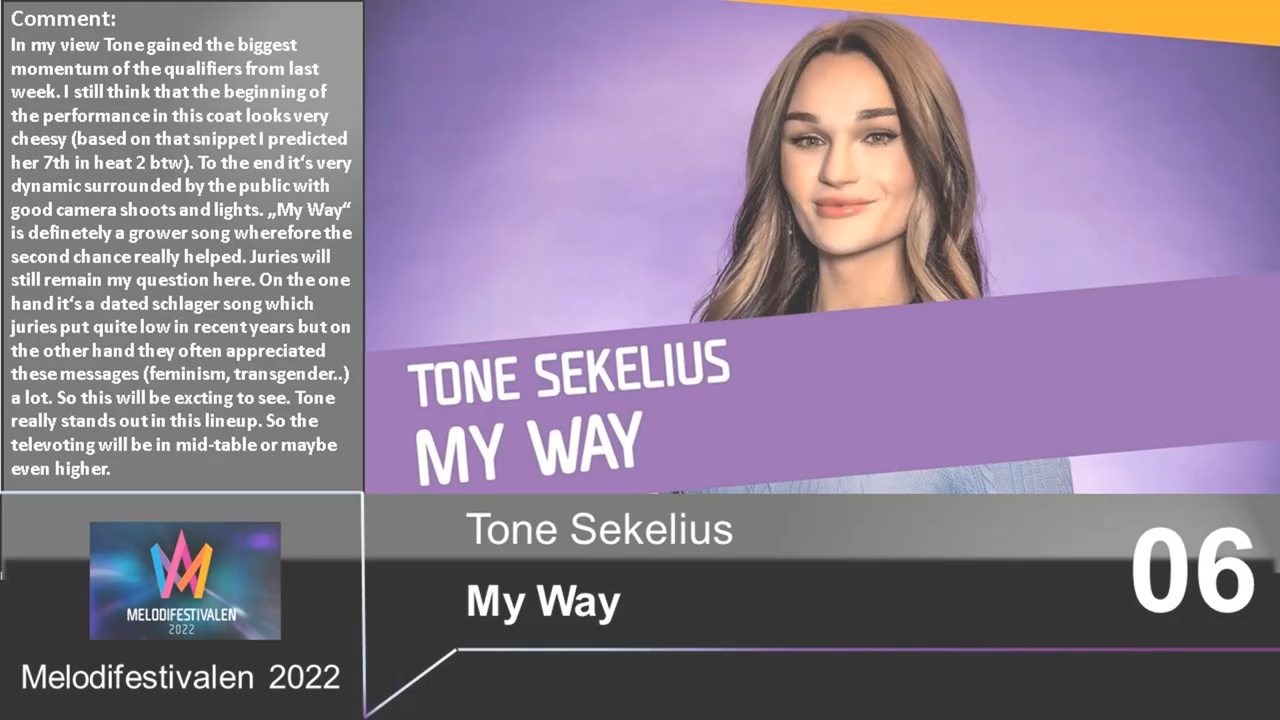 Comment:
In my view Tone gained the biggest
momentum of the qualifiers from last
week. I still think that the beginning of
the performance in this coat looks very
cheesy (based on that snippet I predicted
her 7th in heat 2 btw). To the end it's very
dynamic surrounded by the public with
good camera shoots and lights. „My Way“
is definetely a grower song wherefore the
second chance really helped. Juries will
still remain my question here. On the one
hand it's a dated schlager song which
juries put quite low in recent years but on
the other hand they often appreciated
these messages (feminism, transgender..)
a lot. So this will be excting to see. Tone
really stands out in this lineup. So the
televoting will be in mid-table or maybe
even higher.
TONE SEKELIUS
MY WAY
Tone Sekelius
My Way
06
MELODIFESTIVALEN
2022
Melodifestivalen 2022